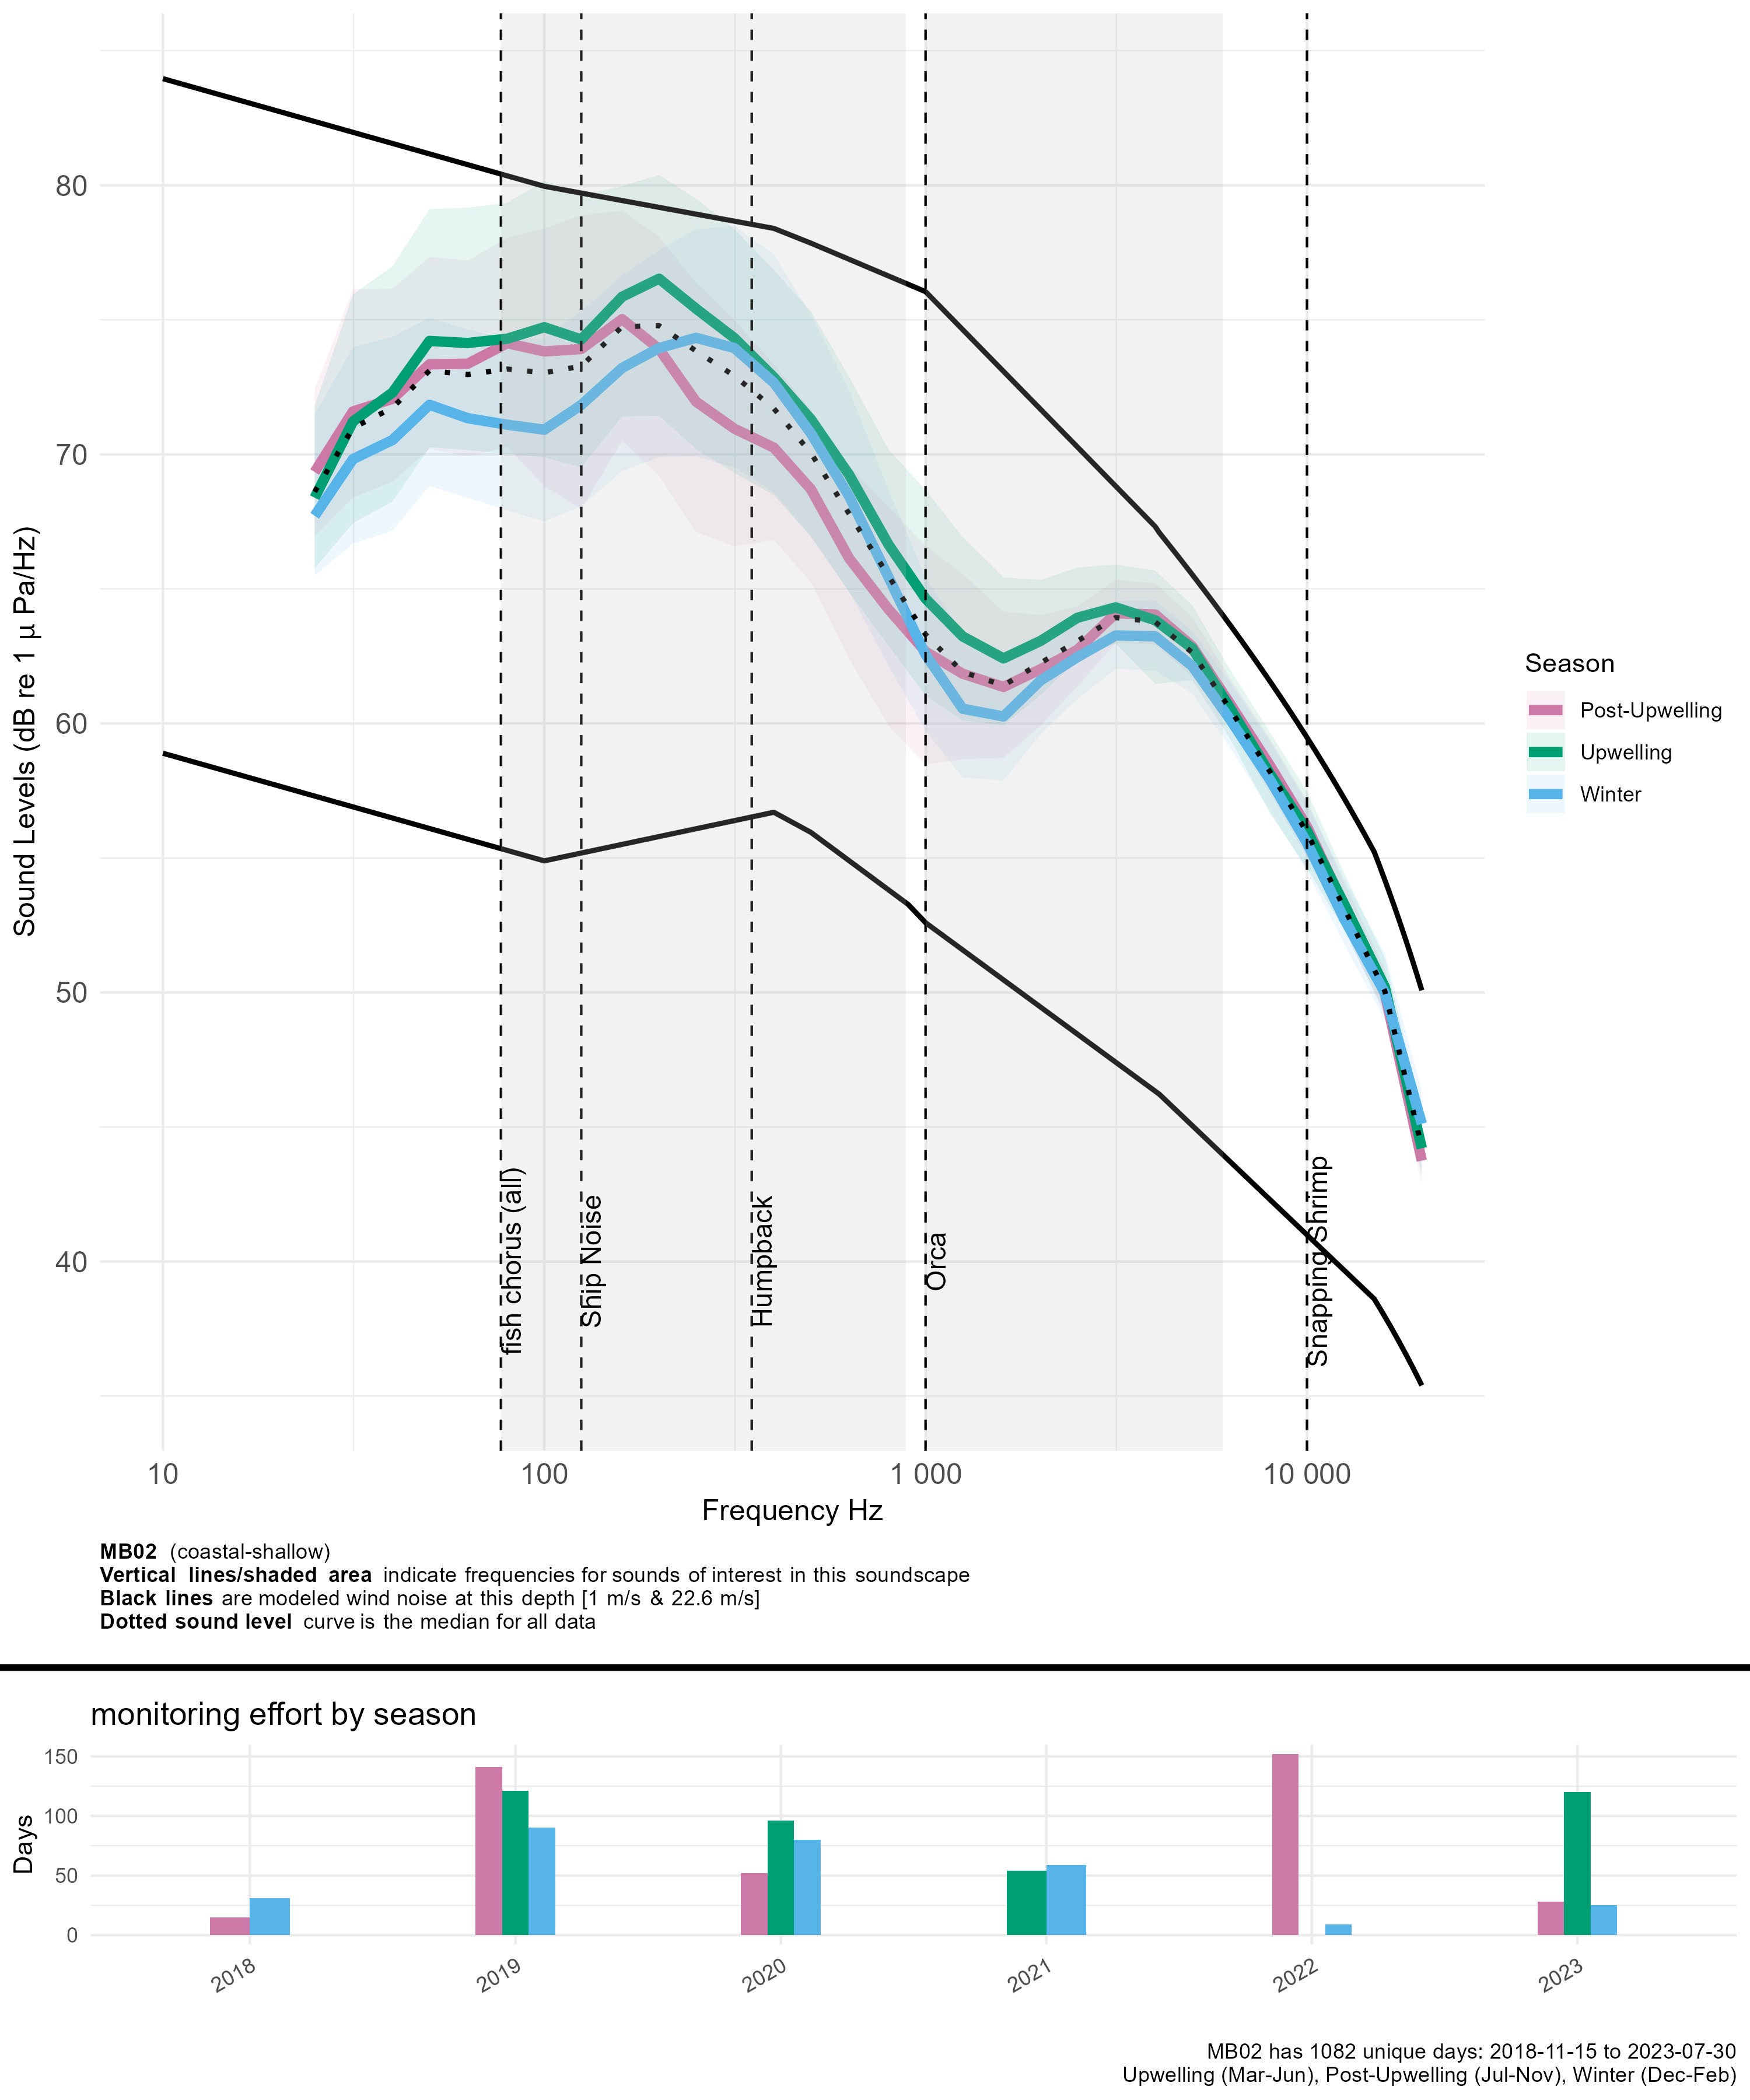 80
70
60
50
40
Sound Levels (dB re 1 µ Pa/Hz)
fish chorus (all)
Ship Noise
Humpback
Orca
Snapping Shrimp
10
100
1 000
10 000
Frequency Hz
Season
Post-Upwelling
Upwelling
Winter
MB02 (coastal-shallow)
Vertical lines/shaded area indicate frequencies for sounds of interest in this soundscape
Black lines are modeled wind noise at this depth [1 m/s & 22.6 m/s]
Dotted sound level curve is the median for all data
monitoring effort by season
150
100
50
0
Days
2018
2019
2020
2021
2022
2023
MB02 has 1082 unique days: 2018-11-15 to 2023-07-30
Upwelling (Mar-Jun), Post-Upwelling (Jul-Nov), Winter (Dec-Feb)